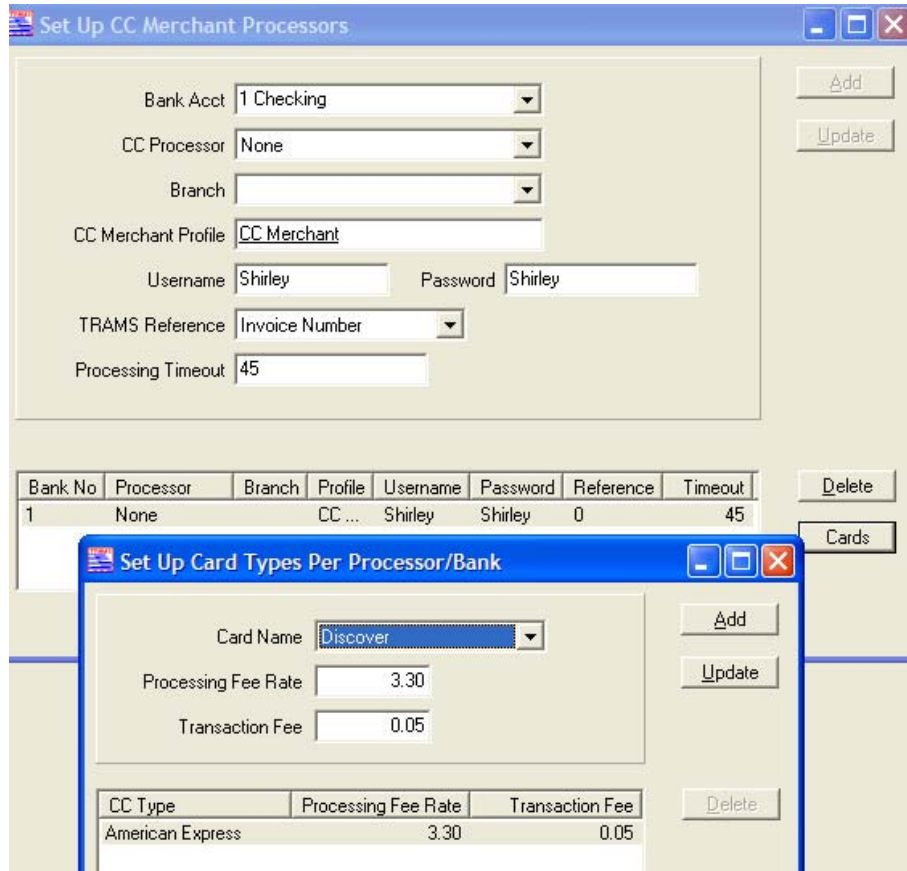 Set Up CC Merchant Processors
Bank Acct 1 Checking
Add
CC Processor None
Update
Branch
CC Merchant Profile CC Merchant
Username Shirley Password Shirley
TRAMS Reference Invoice Number
Processing Timeout 45
Bank No Processor Branch Profile Username Password Reference Timeout
Delete
1 None CC ... Shirley Shirley 0 45
Cards
Set Up Card Types Per Processor/Bank
Card Name Discover
Add
Processing Fee Rate 3.30
Update
Transaction Fee 0.05
CC Type Processing Fee Rate Transaction Fee
Delete
American Express 3.30 0.05